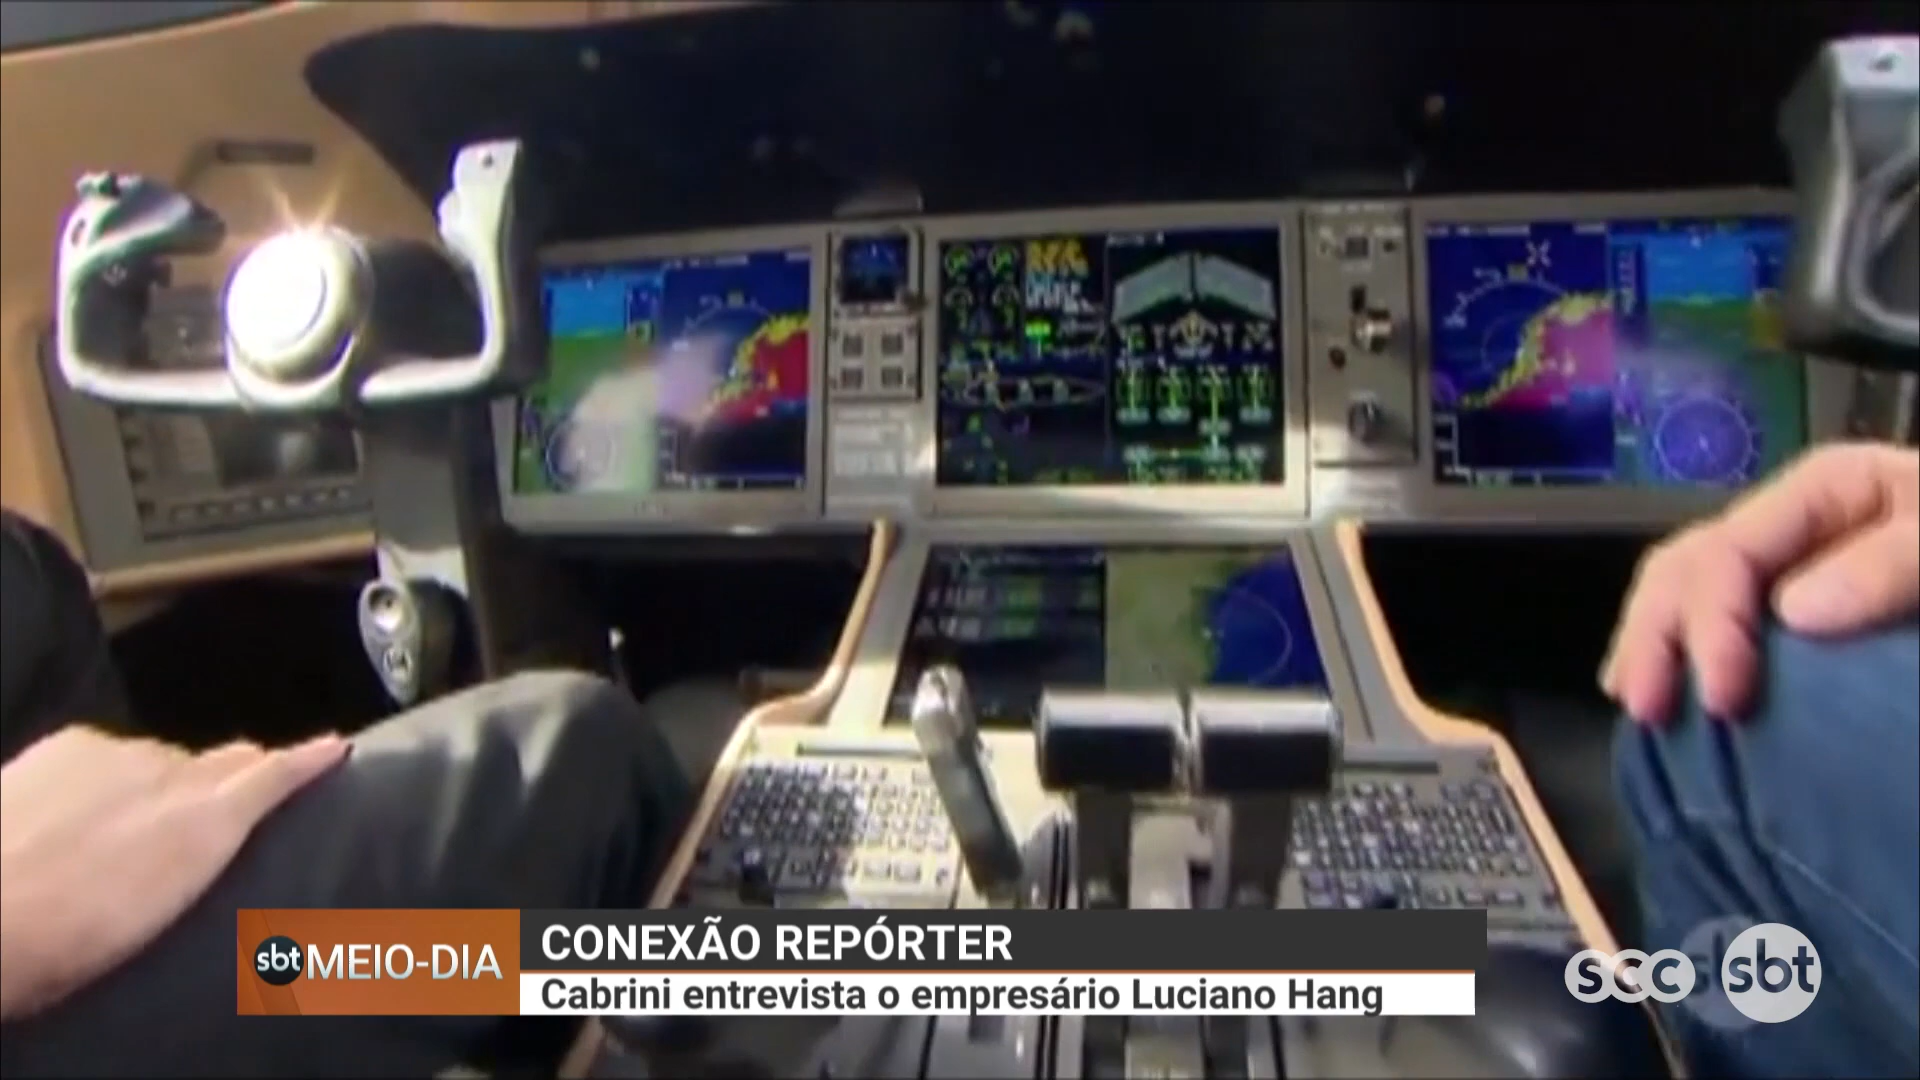 sbt MEIO-DIA
CONEXÃO REPÓRTER
Cabrini entrevista o empresário Luciano Hang
scc sbt